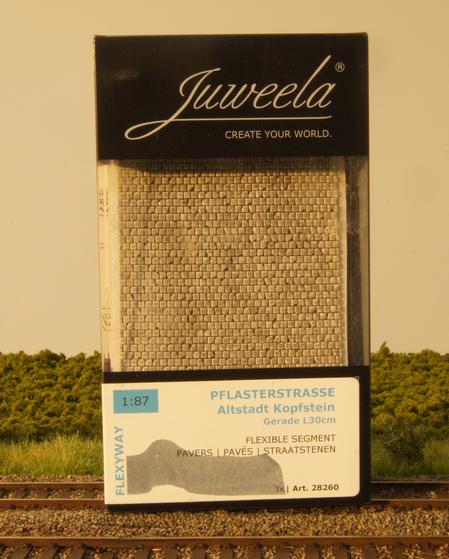 Juweela®
CREATE YOUR WORLD.
1:87
PFLASTERSTRASSE
Altstadt Kopfstein
Gerade L30cm
FLEXIBLE SEGMENT
PAVERS | PAVÉS | STRAATSTENEN
FLEXYWAY
3x | Art. 28260